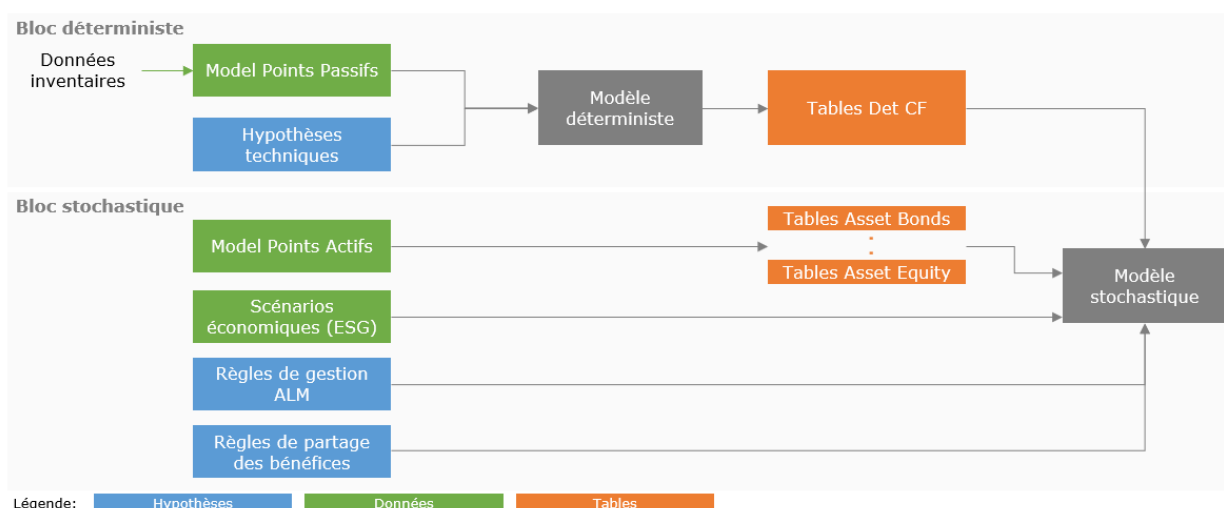 Bloc déterministe
Données
inventaires
Model Points Passifs
Hypothèses
techniques
Modèle
déterministe
Tables Det CF
Bloc stochastique
Model Points Actifs
Tables Asset Bonds
:
Tables Asset Equity
Modèle
stochastique
Scénarios
économiques (ESG)
Règles de gestion
ALM
Règles de partage
des bénéfices
Légende:
Hypothèses
Données
Tables